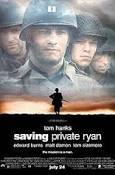 tom hanks
saving private ryan
edward burns matt damon tom sizemore
the mission is a man.
july 24